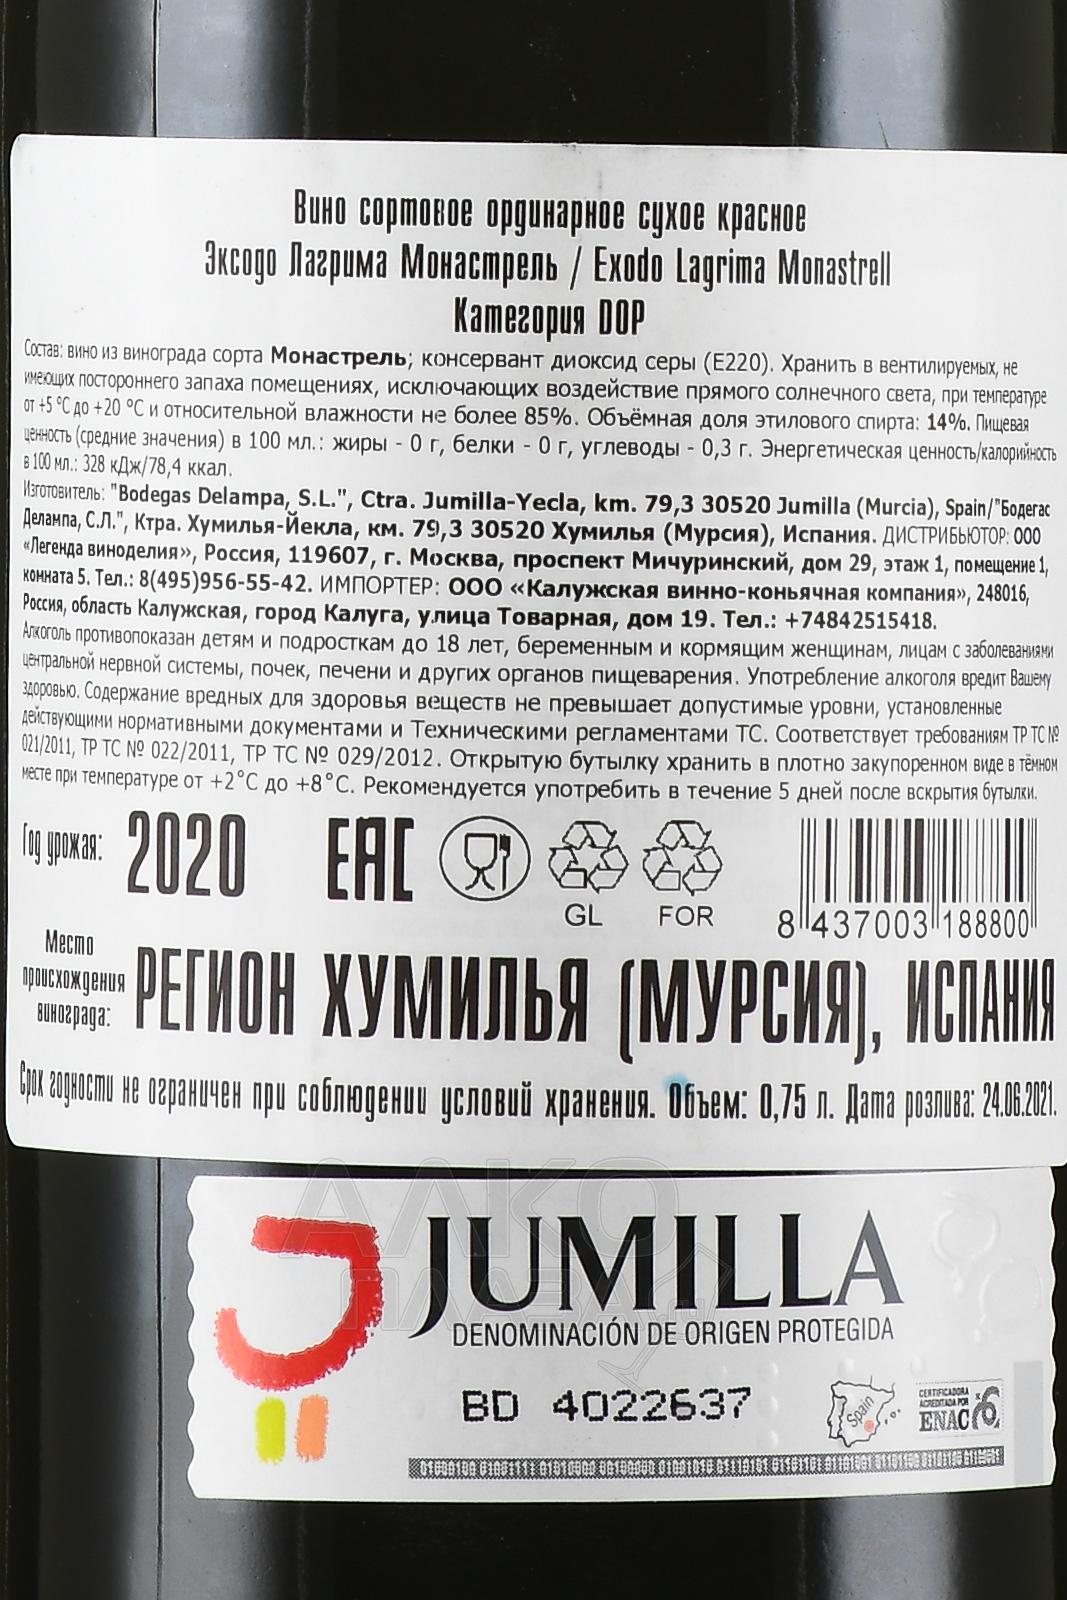 Вино сортовое ординарное сухое красное
Эксодо Лагрима Монастрель / Exodo Lagrima Monastrell
Категория DOP
Состав: вино из винограда сорта Монастрель; консервант диоксид серы (Е220). Хранить в вентилируемых, не
имеющих постороннего запаха помещениях, исключающих воздействие прямого солнечного света, при температуре
от +5 °С до +20 °С и относительной влажности не более 85%. Объёмная доля этилового спирта: 14%. Пищевая
ценность (средние значения) в 100 мл.: жиры - 0 г, белки - 0 г, углеводы - 0,3 г. Энергетическая ценность/калорийность
в 100 мл.: 328 кДж/78,4 ккал.
Изготовитель: "Bodegas Delampa, S.L.", Ctra. Jumilla-Yecla, km. 79,3 30520 Jumilla (Murcia), Spain/"Бодегас
Делампа, С.Л.", Ктра. Хумилья-Йекла, км. 79,3 30520 Хумилья (Мурсия), Испания. ДИСТРИБЬЮТОР: ООО
«Легенда виноделия», Россия, 119607, г. Москва, проспект Мичуринский, дом 29, этаж 1, помещение 1,
комната 5. Тел.: 8(495)956-55-42. ИМПОРТЕР: ООО «Калужская винно-коньячная компания», 248016,
Россия, область Калужская, город Калуга, улица Товарная, дом 19. Тел.: +74842515418.
Алкоголь противопоказан детям и подросткам до 18 лет, беременным и кормящим женщинам, лицам с заболеваниями
центральной нервной системы, почек, печени и других органов пищеварения. Употребление алкоголя вредит Вашему
здоровью. Содержание вредных для здоровья веществ не превышает допустимые уровни, установленные
действующими нормативными документами и Техническими регламентами ТС. Соответствует требованиям ТР ТС №
021/2011, ТР ТС № 022/2011, ТР ТС № 029/2012. Открытую бутылку хранить в плотно закупоренном виде в тёмном
месте при температуре от +2°С до +8°С. Рекомендуется употребить в течение 5 дней после вскрытия бутылки.
Год урожая: 2020 EAC
GL FOR
8 437003 188800
Место
происхождения
винограда:
РЕГИОН ХУМИЛЬЯ (МУРСИЯ), ИСПАНИЯ
Срок годности не ограничен при соблюдении условий хранения. Объем: 0,75 л. Дата розлива: 24.06.2021.
АЛКО
ПЛАЗА
JUMILLA
DENOMINACIÓN DE ORIGEN PROTEGIDA
BD 4022637
Spain
CERTIFICADORA
ACREDITADA POR
ENAC